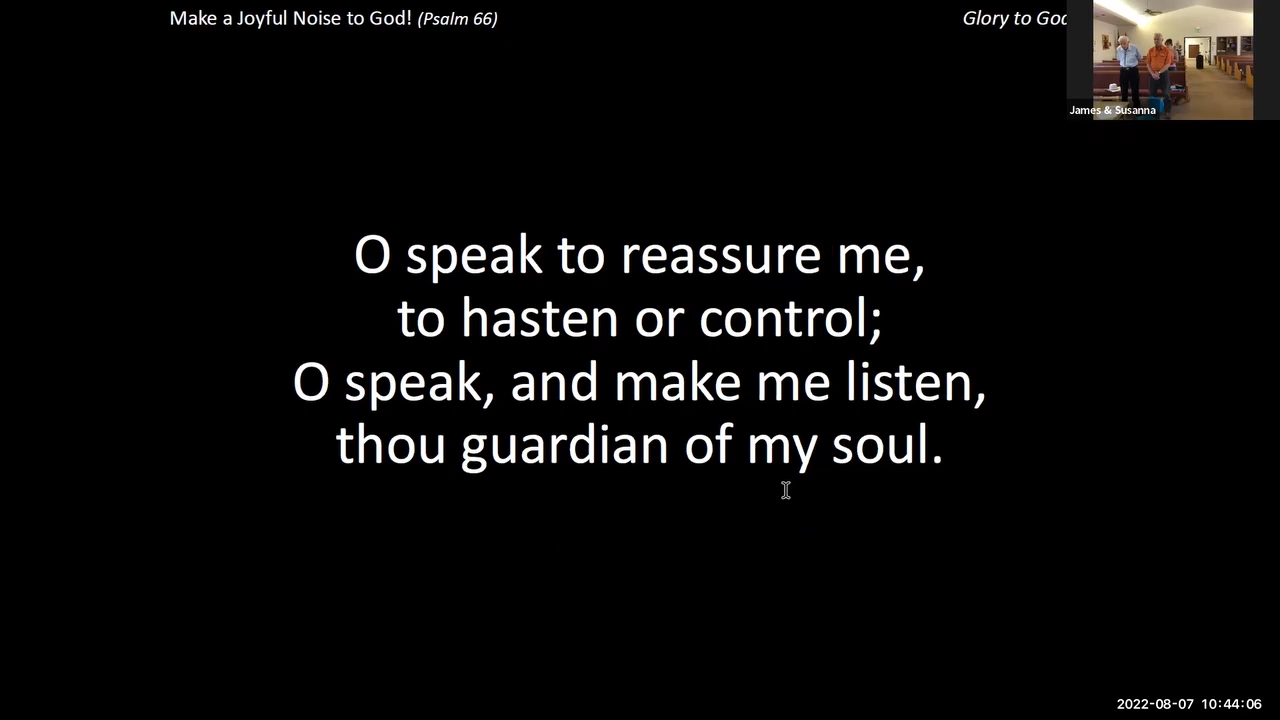 Make a Joyful Noise to God! (Psalm 66)
Glory to God
James & Susanna
O speak to reassure me,
to hasten or control;
O speak, and make me listen,
thou guardian of my soul.
2022-08-07 10:44:06